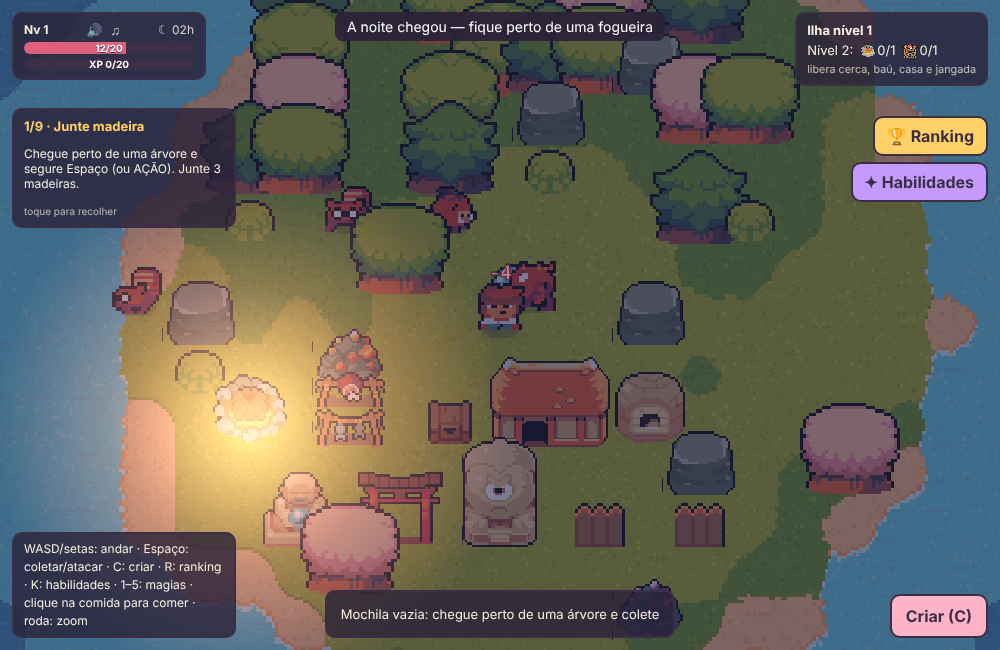 Nv 1 🔊 ♫ ☾ 02h
12/20
XP 0/20
A noite chegou — fique perto de uma fogueira
Ilha nível 1
Nível 2: 0/1 0/1
libera cerca, baú, casa e jangada
🏆 Ranking
✦ Habilidades
1/9 · Junte madeira
Chegue perto de uma árvore e
segure Espaço (ou AÇÃO). Junte 3
madeiras.
toque para recolher
-4
WASD/setas: andar · Espaço:
coletar/atacar · C: criar · R: ranking
· K: habilidades · 1–5: magias ·
clique na comida para comer ·
roda: zoom
Mochila vazia: chegue perto de uma árvore e colete
Criar (C)